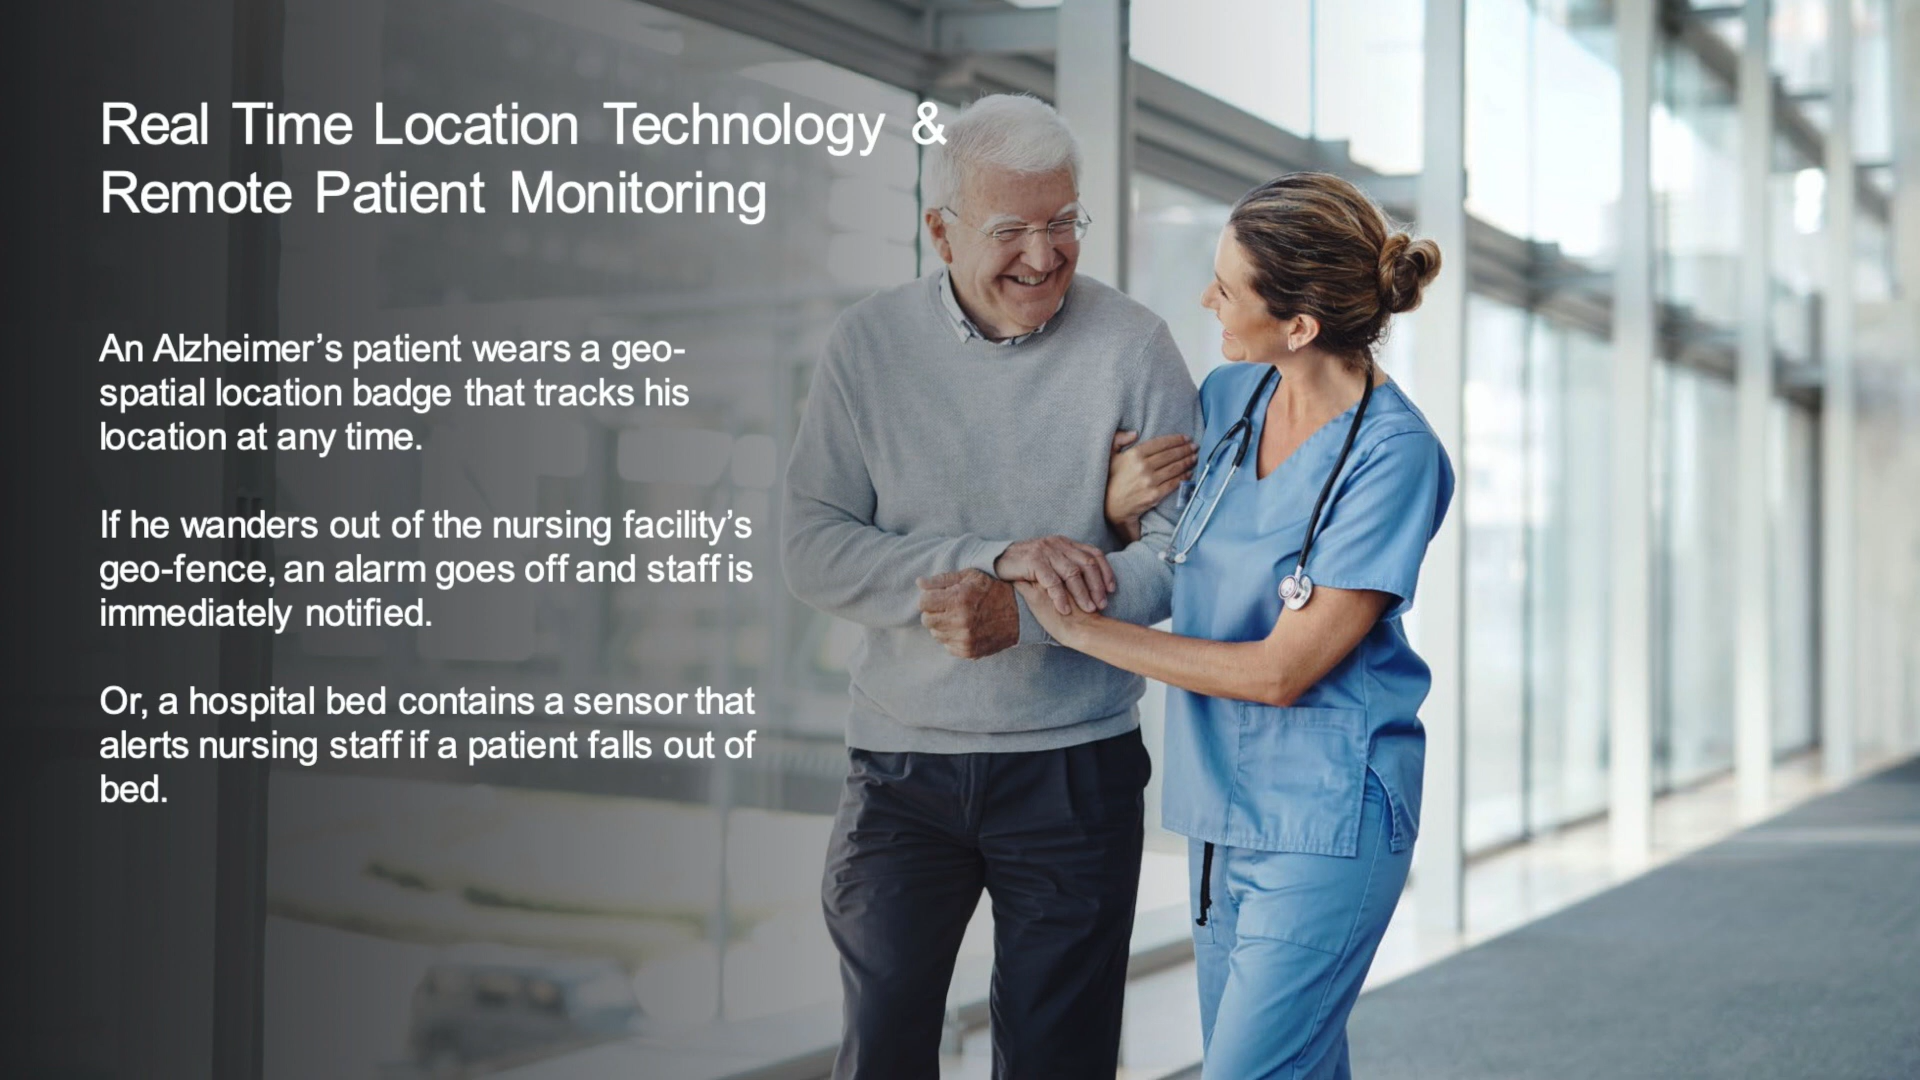 Real Time Location Technology &
Remote Patient Monitoring
An Alzheimer’s patient wears a geo-
spatial location badge that tracks his
location at any time.
If he wanders out of the nursing facility’s
geo-fence, an alarm goes off and staff is
immediately notified.
Or, a hospital bed contains a sensor that
alerts nursing staff if a patient falls out of
bed.